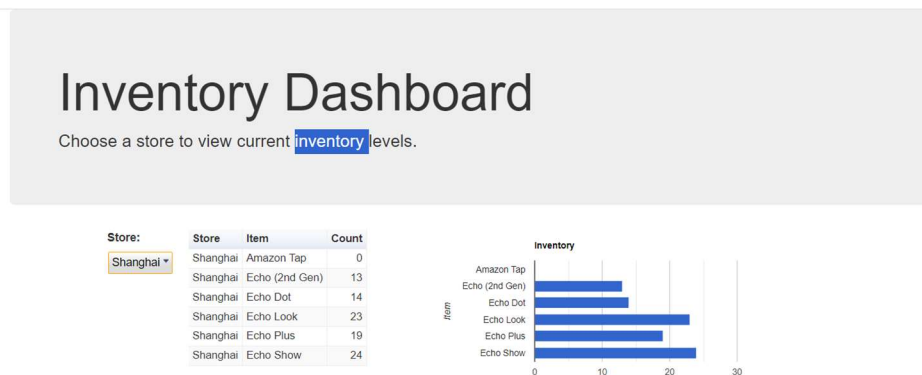 Inventory Dashboard
Choose a store to view current inventory levels.
Store:
Shanghai
Store Item Count
Shanghai Amazon Tap 0
Shanghai Echo (2nd Gen) 13
Shanghai Echo Dot 14
Shanghai Echo Look 23
Shanghai Echo Plus 19
Shanghai Echo Show 24
Inventory
Item
Amazon Tap
Echo (2nd Gen)
Echo Dot
Echo Look
Echo Plus
Echo Show
0 10 20 30